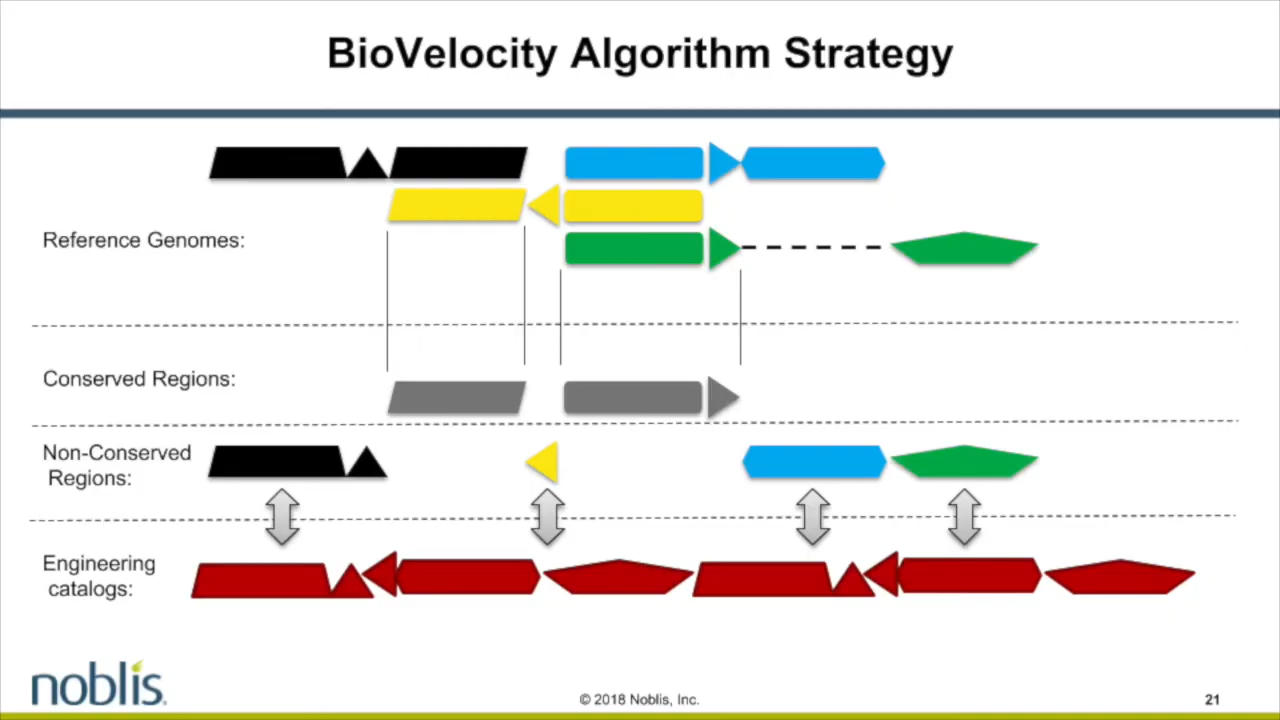 BioVelocity Algorithm Strategy
Reference Genomes:
Conserved Regions:
Non-Conserved
Regions:
Engineering
catalogs:
noblis.
© 2018 Noblis, Inc.
21